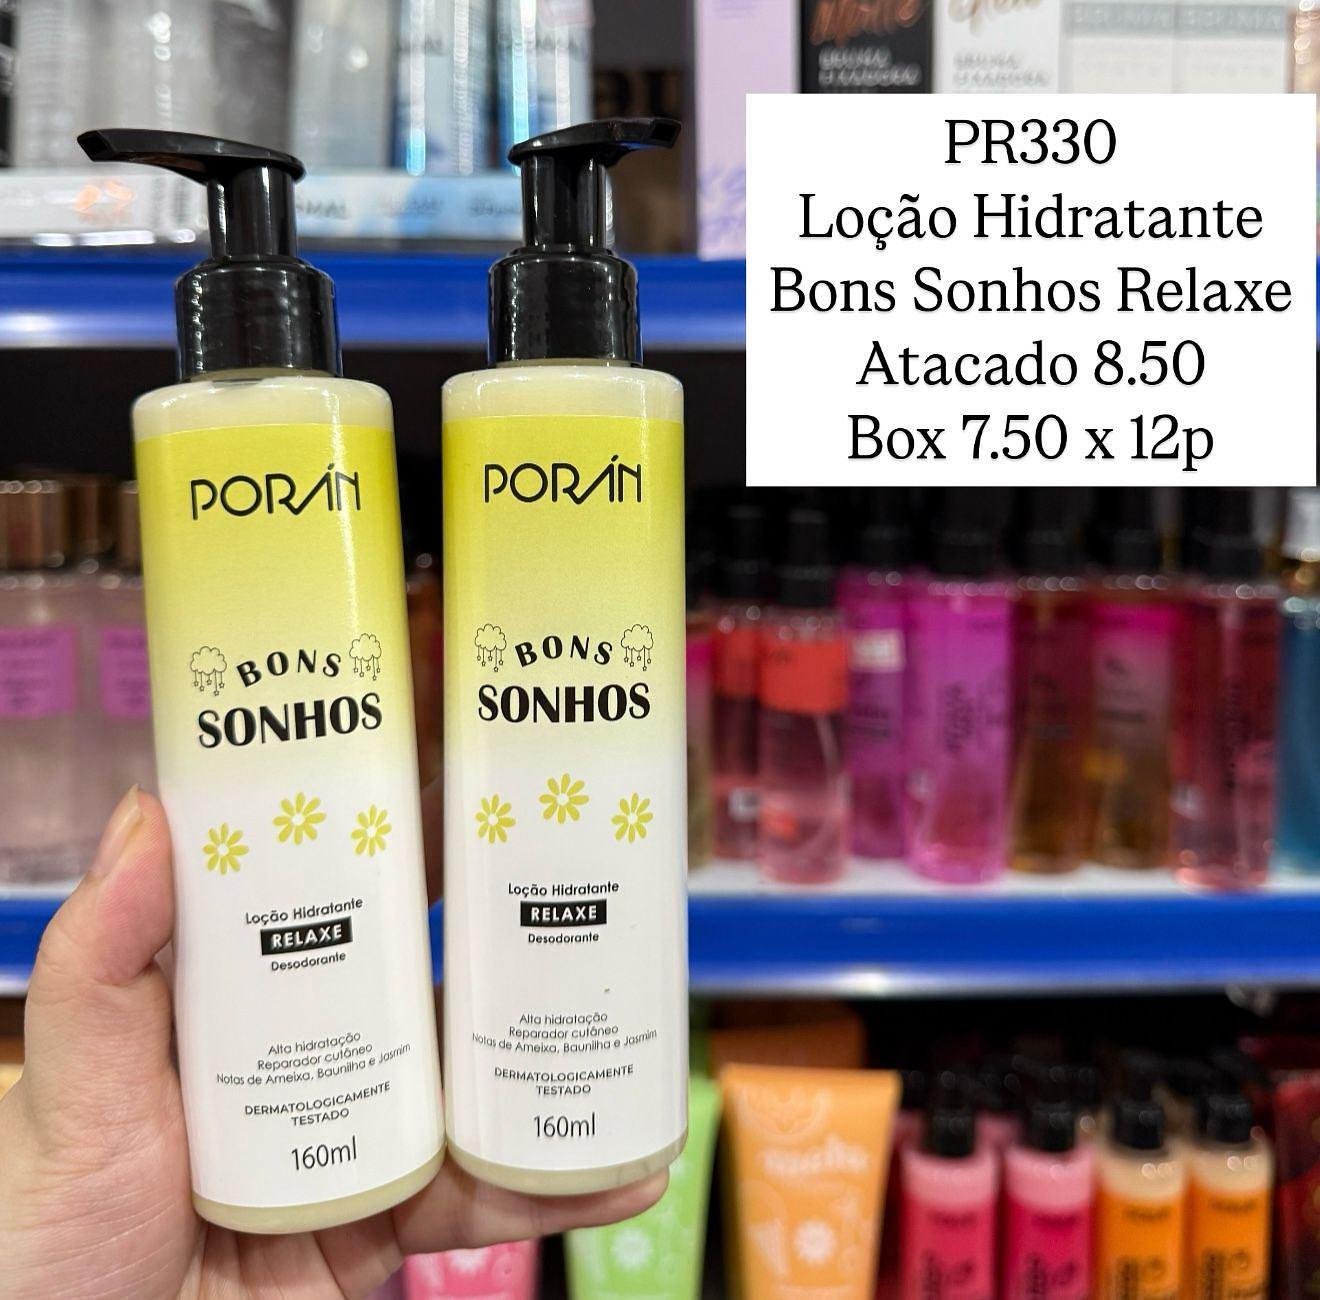 PR330
Loção Hidratante
Bons Sonhos Relaxe
Atacado 8.50
Box 7.50 x 12p
PORÁN
BONS
SONHOS
Loção Hidratante
RELAXE
Desodorante
Alta hidratação
Reparador cutâneo
Notas de Ameixa, Baunilha e Jasmim
DERMATOLOGICAMENTE
TESTADO
160ml
PORÁN
BONS
SONHOS
Loção Hidratante
RELAXE
Desodorante
Alta hidratação
Reparador cutâneo
Notas de Ameixa, Baunilha e Jasmim
DERMATOLOGICAMENTE
TESTADO
160ml